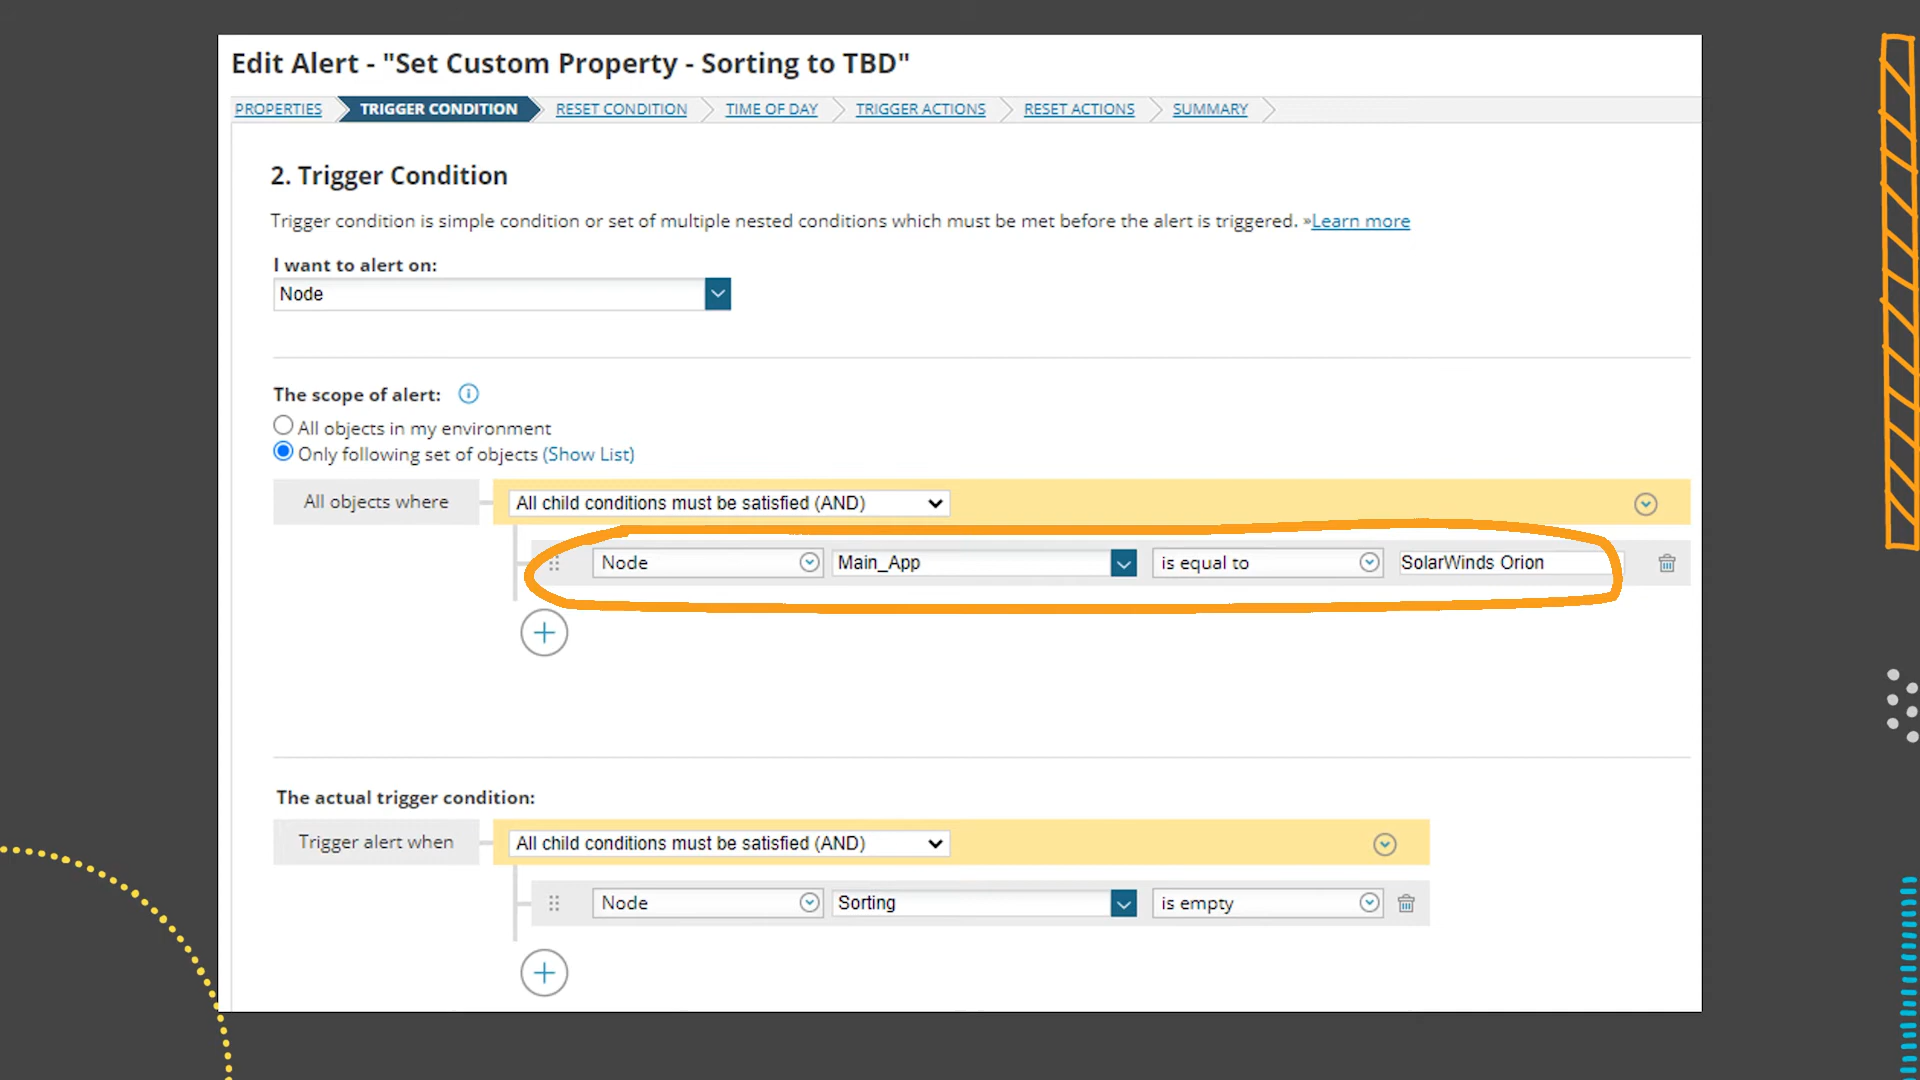 Edit Alert - "Set Custom Property - Sorting to TBD"
PROPERTIES TRIGGER CONDITION RESET CONDITION TIME OF DAY TRIGGER ACTIONS RESET ACTIONS SUMMARY
2. Trigger Condition
Trigger condition is simple condition or set of multiple nested conditions which must be met before the alert is triggered. »Learn more
I want to alert on:
Node
The scope of alert:
All objects in my environment
Only following set of objects (Show List)
All objects where All child conditions must be satisfied (AND)
Node Main_App is equal to SolarWinds Orion
The actual trigger condition:
Trigger alert when All child conditions must be satisfied (AND)
Node Sorting is empty